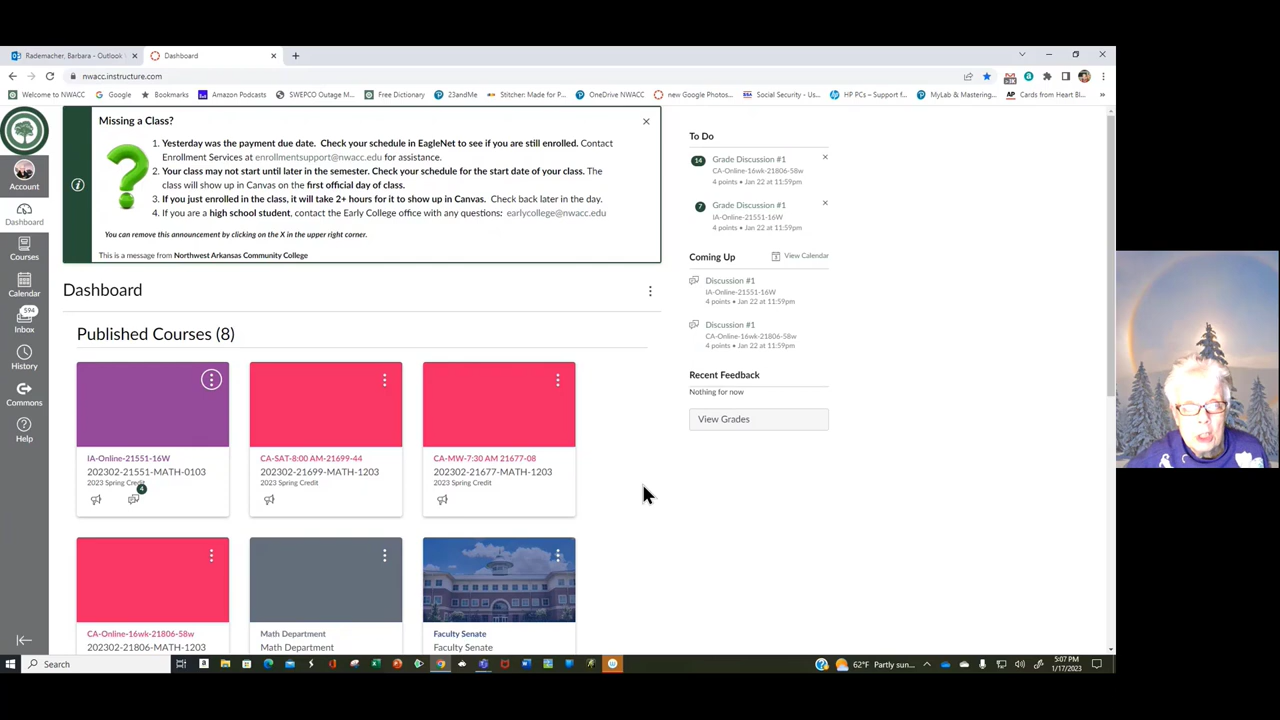 Rademacher, Barbara - Outlook
Dashboard
nwacc.instructure.com
Welcome to NWACC
Google
Bookmarks
Amazon Podcasts
SWEPCO Outage M...
Free Dictionary
23andMe
Stitcher: Made for P...
OneDrive NWACC
new Google Photos...
Social Security - Us...
HP PCs – Support f...
MyLab & Mastering...
AP Cards from Heart Bl...
Account
Dashboard
Courses
Calendar
594
Inbox
History
Commons
Help
Missing a Class?
1. Yesterday was the payment due date. Check your schedule in EagleNet to see if you are still enrolled. Contact
Enrollment Services at enrollmentsupport@nwacc.edu for assistance.
2. Your class may not start until later in the semester. Check your schedule for the start date of your class. The
class will show up in Canvas on the first official day of class.
3. If you just enrolled in the class, it will take 2+ hours for it to show up in Canvas. Check back later in the day.
4. If you are a high school student, contact the Early College office with any questions: earlycollege@nwacc.edu
You can remove this announcement by clicking on the X in the upper right corner.
This is a message from Northwest Arkansas Community College
Dashboard
Published Courses (8)
IA-Online-21551-16W
202302-21551-MATH-0103
2023 Spring Credit
4
CA-SAT-8:00 AM-21699-44
202302-21699-MATH-1203
2023 Spring Credit
CA-MW-7:30 AM 21677-08
202302-21677-MATH-1203
2023 Spring Credit
CA-Online-16wk-21806-58w
202302-21806-MATH-1203
Math Department
Math Department
Faculty Senate
Faculty Senate
To Do
14
Grade Discussion #1
CA-Online-16wk-21806-58w
4 points • Jan 22 at 11:59pm
7
Grade Discussion #1
IA-Online-21551-16W
4 points • Jan 22 at 11:59pm
Coming Up
View Calendar
Discussion #1
IA-Online-21551-16W
4 points • Jan 22 at 11:59pm
Discussion #1
CA-Online-16wk-21806-58w
4 points • Jan 22 at 11:59pm
Recent Feedback
Nothing for now
View Grades
Search
62°F Partly sun...
5:07 PM
1/17/2023